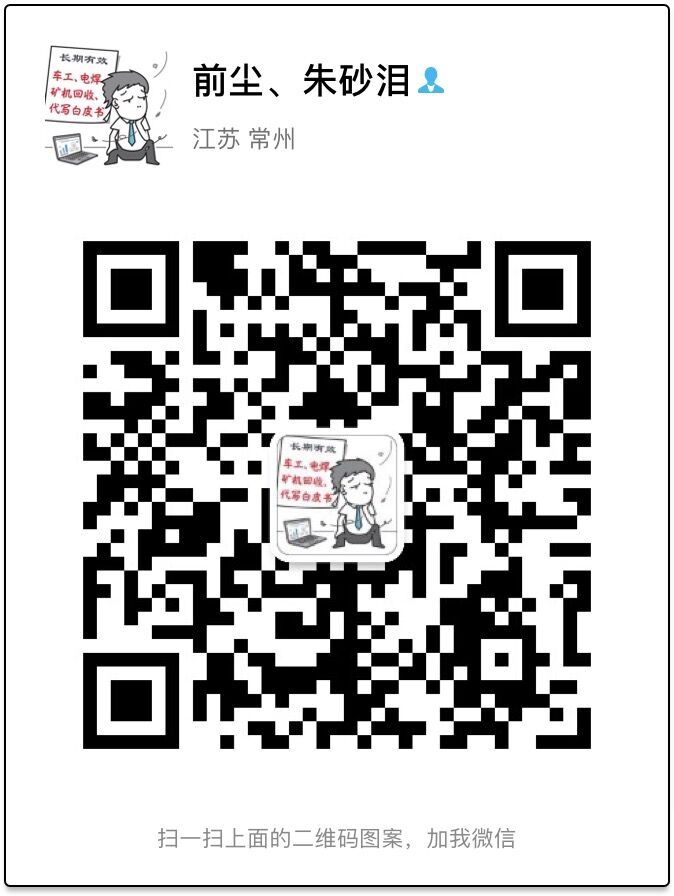 长期有效
车工、电焊
矿机回收、
代写白皮书
前尘、朱砂泪
江苏 常州
长期有效
车工、电焊
矿机回收、
代写白皮书
扫一扫上面的二维码图案，加我微信